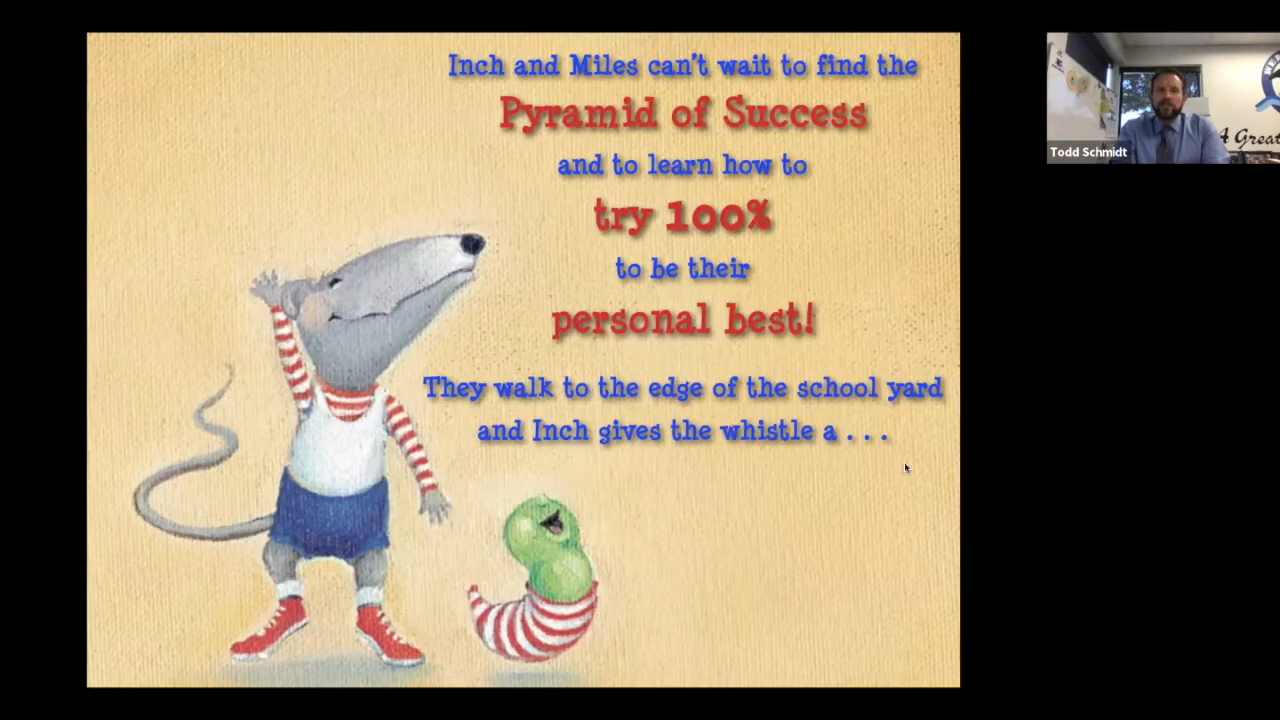 Inch and Miles can't wait to find the
Pyramid of Success
and to learn how to
try 100%
to be their
personal best!
They walk to the edge of the school yard
and Inch gives the whistle a . . .
Todd Schmidt
A Great